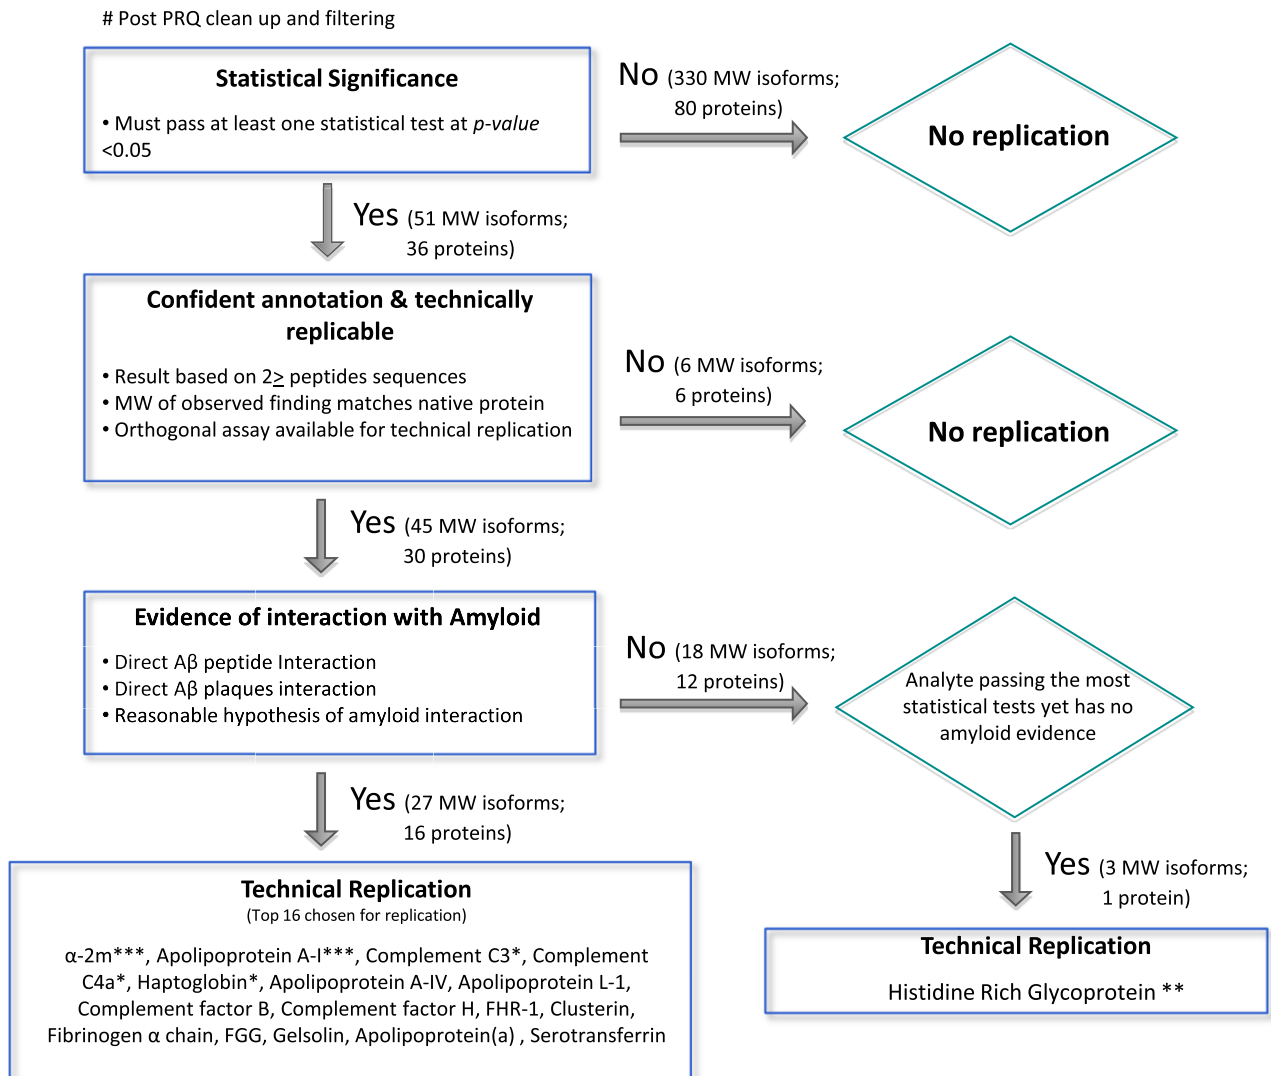 # Post PRQ clean up and filtering
Statistical Significance
• Must pass at least one statistical test at p-value
<0.05
No (330 MW isoforms;
80 proteins)
No replication
Yes (51 MW isoforms;
36 proteins)
Confident annotation & technically
replicable
• Result based on 2≥ peptides sequences
• MW of observed finding matches native protein
• Orthogonal assay available for technical replication
No (6 MW isoforms;
6 proteins)
No replication
Yes (45 MW isoforms;
30 proteins)
Evidence of interaction with Amyloid
• Direct Aβ peptide Interaction
• Direct Aβ plaques interaction
• Reasonable hypothesis of amyloid interaction
No (18 MW isoforms;
12 proteins)
Analyte passing the most
statistical tests yet has no
amyloid evidence
Yes (27 MW isoforms;
16 proteins)
Yes (3 MW isoforms;
1 protein)
Technical Replication
(Top 16 chosen for replication)
α-2m***, Apolipoprotein A-I***, Complement C3*, Complement
C4a*, Haptoglobin*, Apolipoprotein A-IV, Apolipoprotein L-1,
Complement factor B, Complement factor H, FHR-1, Clusterin,
Fibrinogen α chain, FGG, Gelsolin, Apolipoprotein(a) , Serotransferrin
Technical Replication
Histidine Rich Glycoprotein **